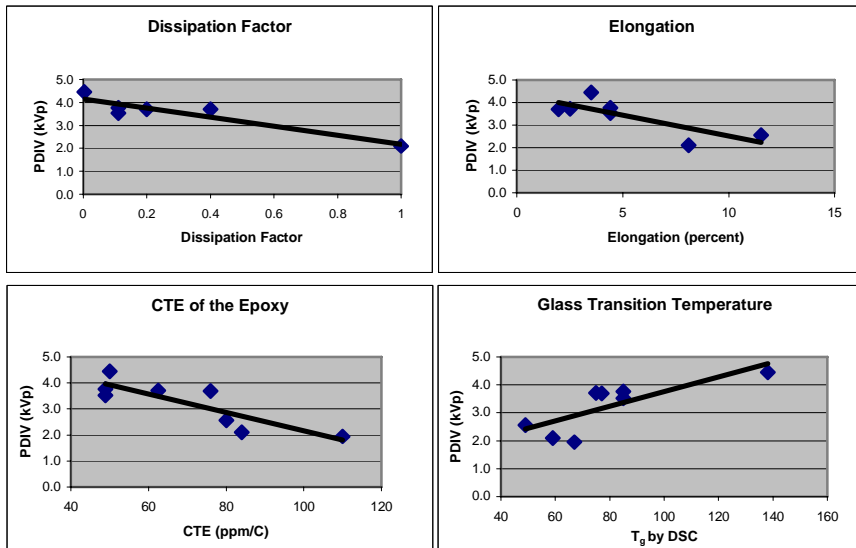 Dissipation Factor
5.0
4.0
3.0
2.0
1.0
0.0
PDIV (kVp)
0 0.2 0.4 0.6 0.8 1
Dissipation Factor
Elongation
5.0
4.0
3.0
2.0
1.0
0.0
PDIV (kVp)
0 5 10 15
Elongation (percent)
CTE of the Epoxy
5.0
4.0
3.0
2.0
1.0
0.0
PDIV (kVp)
40 60 80 100 120
CTE (ppm/C)
Glass Transition Temperature
5.0
4.0
3.0
2.0
1.0
0.0
PDIV (kVp)
40 60 80 100 120 140 160
Tg by DSC